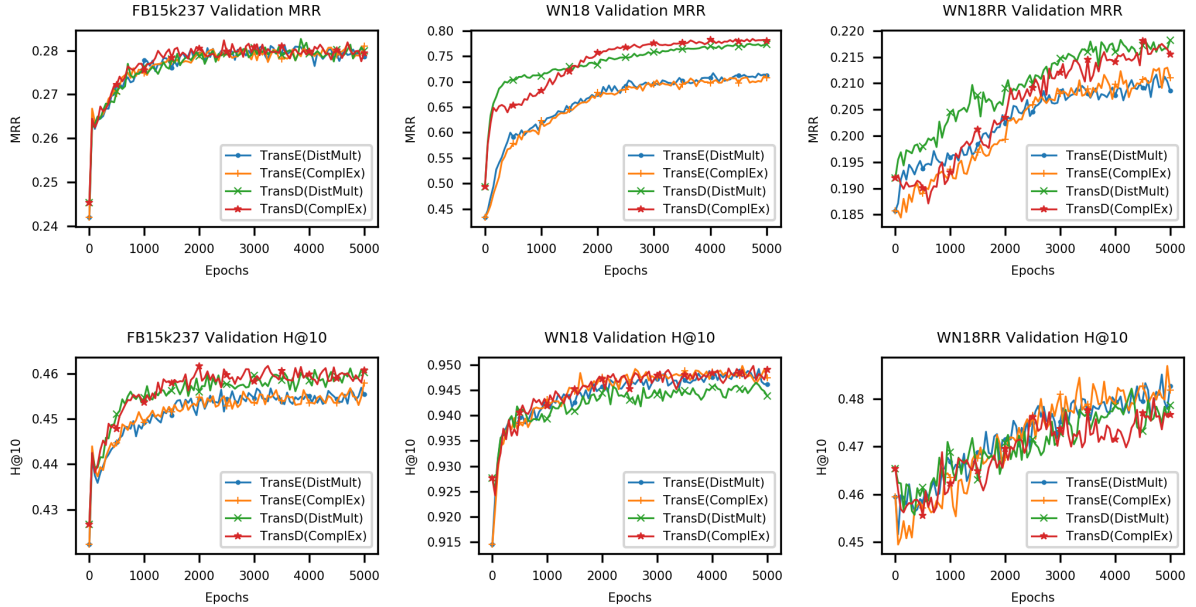 FB15k237 Validation MRR
MRR
0.28
0.27
0.26
0.25
0.24
0 1000 2000 3000 4000 5000
Epochs
TransE(DistMult)
TransE(ComplEx)
TransD(DistMult)
TransD(ComplEx)
WN18 Validation MRR
MRR
0.80
0.75
0.70
0.65
0.60
0.55
0.50
0.45
0 1000 2000 3000 4000 5000
Epochs
TransE(DistMult)
TransE(ComplEx)
TransD(DistMult)
TransD(ComplEx)
WN18RR Validation MRR
MRR
0.220
0.215
0.210
0.205
0.200
0.195
0.190
0.185
0 1000 2000 3000 4000 5000
Epochs
TransE(DistMult)
TransE(ComplEx)
TransD(DistMult)
TransD(ComplEx)
FB15k237 Validation H@10
H@10
0.46
0.45
0.44
0.43
0 1000 2000 3000 4000 5000
Epochs
TransE(DistMult)
TransE(ComplEx)
TransD(DistMult)
TransD(ComplEx)
WN18 Validation H@10
H@10
0.950
0.945
0.940
0.935
0.930
0.925
0.920
0.915
0 1000 2000 3000 4000 5000
Epochs
TransE(DistMult)
TransE(ComplEx)
TransD(DistMult)
TransD(ComplEx)
WN18RR Validation H@10
H@10
0.48
0.47
0.46
0.45
0 1000 2000 3000 4000 5000
Epochs
TransE(DistMult)
TransE(ComplEx)
TransD(DistMult)
TransD(ComplEx)